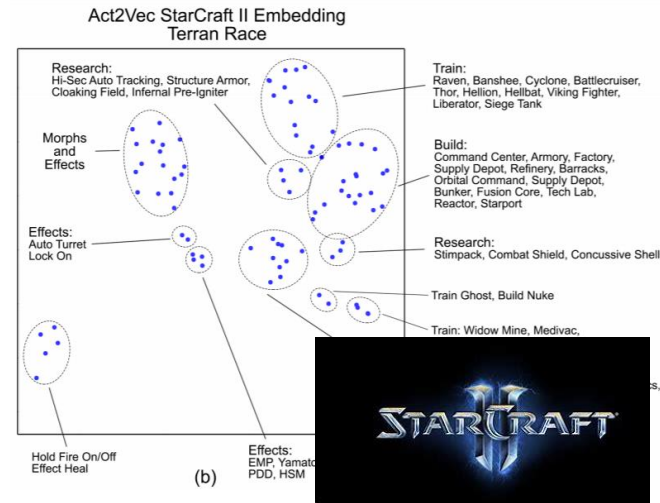 Act2Vec StarCraft II Embedding
Terran Race
Research:
Hi-Sec Auto Tracking, Structure Armor,
Cloaking Field, Infernal Pre-Igniter
Train:
Raven, Banshee, Cyclone, Battlecruiser,
Thor, Hellion, Hellbat, Viking Fighter,
Liberator, Siege Tank
Morphs
and
Effects
Build:
Command Center, Armory, Factory,
Supply Depot, Refinery, Barracks,
Orbital Command, Supply Depot,
Bunker, Fusion Core, Tech Lab,
Reactor, Starport
Effects:
Auto Turret
Lock On
Research:
Stimpack, Combat Shield, Concussive Shell
Train Ghost, Build Nuke
Train: Widow Mine, Medivac,
STARCRAFT
II
Hold Fire On/Off
Effect Heal
(b)
Effects:
EMP, Yamato
PDD, HSM